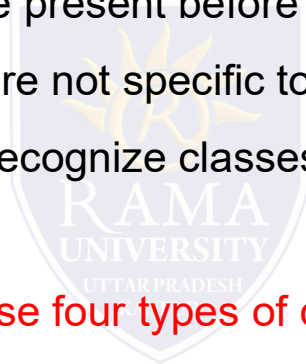 e present before
re not specific to
ecognize classes
RAMA
UNIVERSITY
UTTAR PRADESH
se four types of